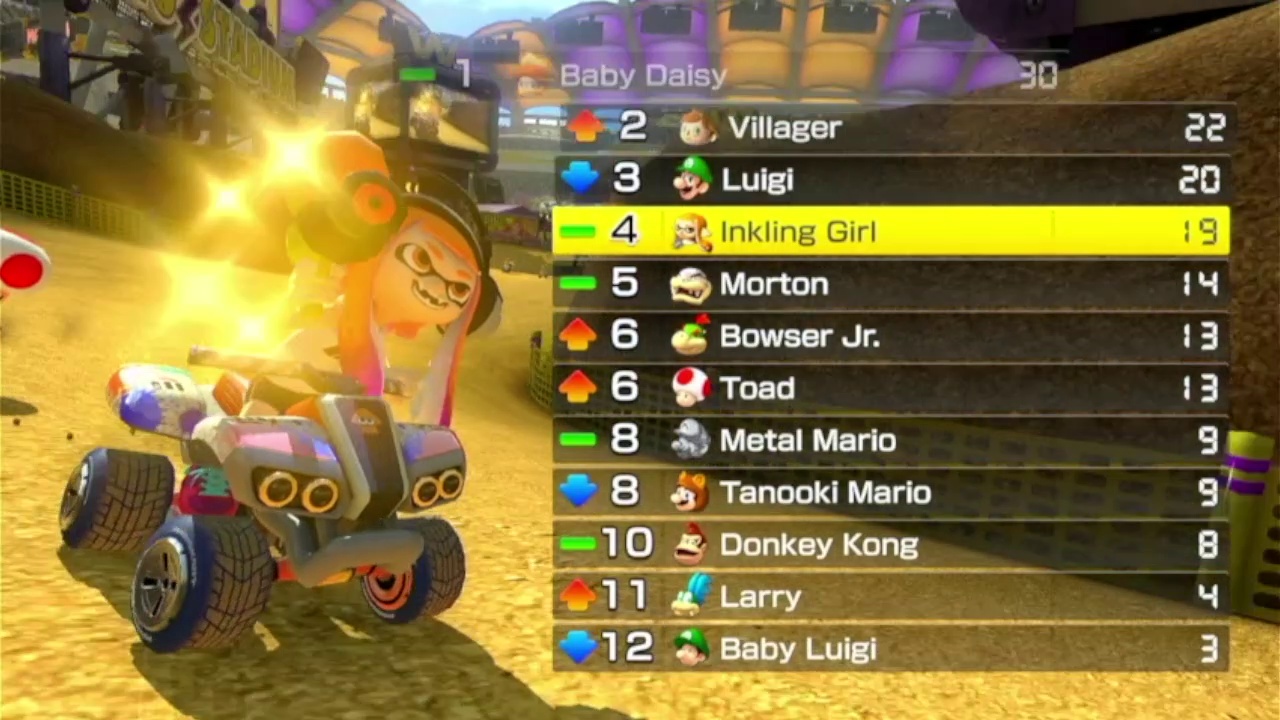 STADIUM
1 Baby Daisy 30
2 Villager 22
3 Luigi 20
4 Inkling Girl 19
5 Morton 14
6 Bowser Jr. 13
6 Toad 13
8 Metal Mario 9
8 Tanooki Mario 9
10 Donkey Kong 8
11 Larry 4
12 Baby Luigi 3